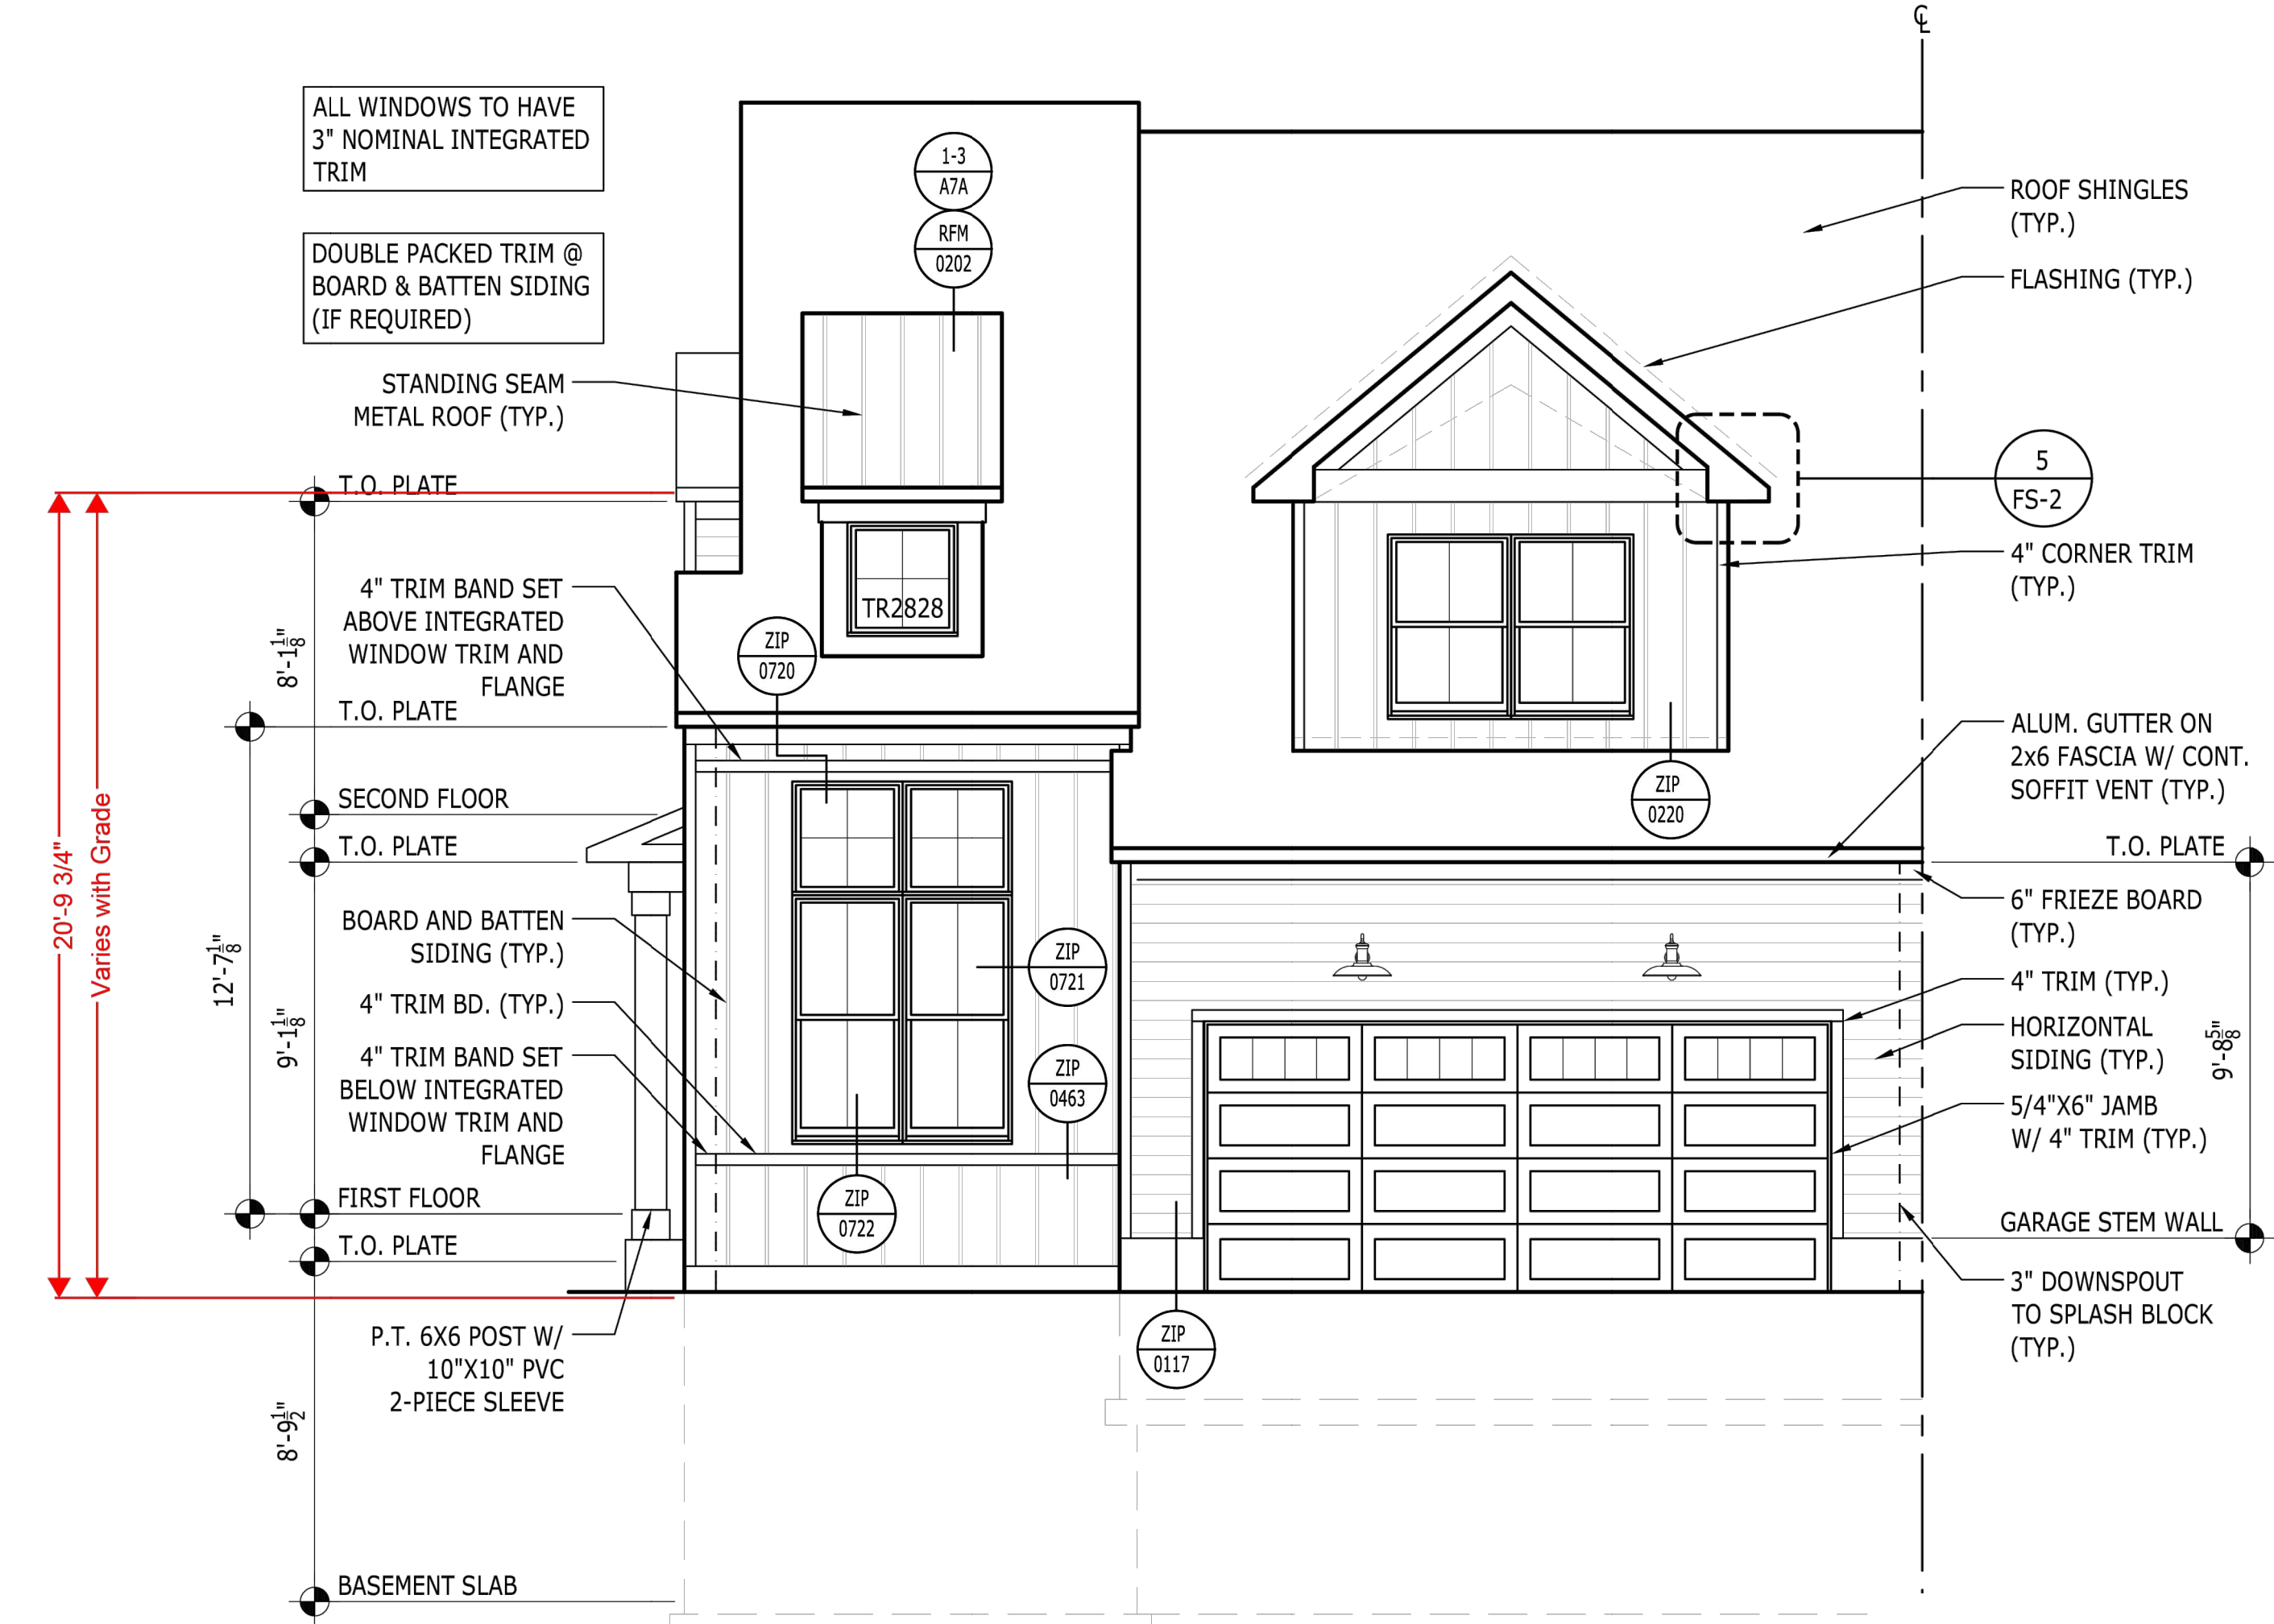 ℄
ALL WINDOWS TO HAVE
3" NOMINAL INTEGRATED
TRIM
DOUBLE PACKED TRIM @
BOARD & BATTEN SIDING
(IF REQUIRED)
STANDING SEAM
METAL ROOF (TYP.)
T.O. PLATE
4" TRIM BAND SET
ABOVE INTEGRATED
WINDOW TRIM AND
FLANGE
T.O. PLATE
SECOND FLOOR
T.O. PLATE
BOARD AND BATTEN
SIDING (TYP.)
4" TRIM BD. (TYP.)
4" TRIM BAND SET
BELOW INTEGRATED
WINDOW TRIM AND
FLANGE
FIRST FLOOR
T.O. PLATE
P.T. 6X6 POST W/
10"X10" PVC
2-PIECE SLEEVE
BASEMENT SLAB
20'-9 3/4"
Varies with Grade
12'-7 1/8"
8'-1 1/8"
9'-1 1/8"
8'-9 1/2"
1-3
A7A
RFM
0202
TR2828
ZIP
0720
ZIP
0721
ZIP
0463
ZIP
0722
ZIP
0117
ZIP
0220
ROOF SHINGLES
(TYP.)
FLASHING (TYP.)
5
FS-2
4" CORNER TRIM
(TYP.)
ALUM. GUTTER ON
2x6 FASCIA W/ CONT.
SOFFIT VENT (TYP.)
T.O. PLATE
6" FRIEZE BOARD
(TYP.)
4" TRIM (TYP.)
HORIZONTAL
SIDING (TYP.)
9'-8 5/8"
5/4"X6" JAMB
W/ 4" TRIM (TYP.)
GARAGE STEM WALL
3" DOWNSPOUT
TO SPLASH BLOCK
(TYP.)